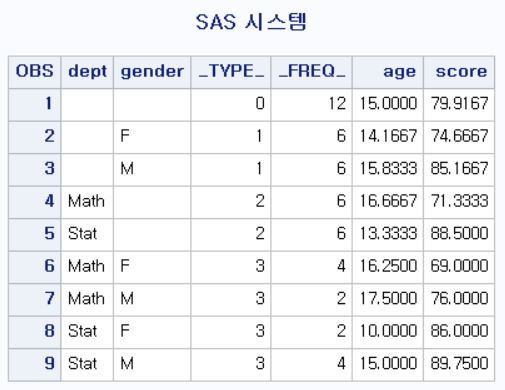 SAS 시스템
OBS dept gender _TYPE_ _FREQ_ age score
1 0 12 15.0000 79.9167
2 F 1 6 14.1667 74.6667
3 M 1 6 15.8333 85.1667
4 Math 2 6 16.6667 71.3333
5 Stat 2 6 13.3333 88.5000
6 Math F 3 4 16.2500 69.0000
7 Math M 3 2 17.5000 76.0000
8 Stat F 3 2 10.0000 86.0000
9 Stat M 3 4 15.0000 89.7500